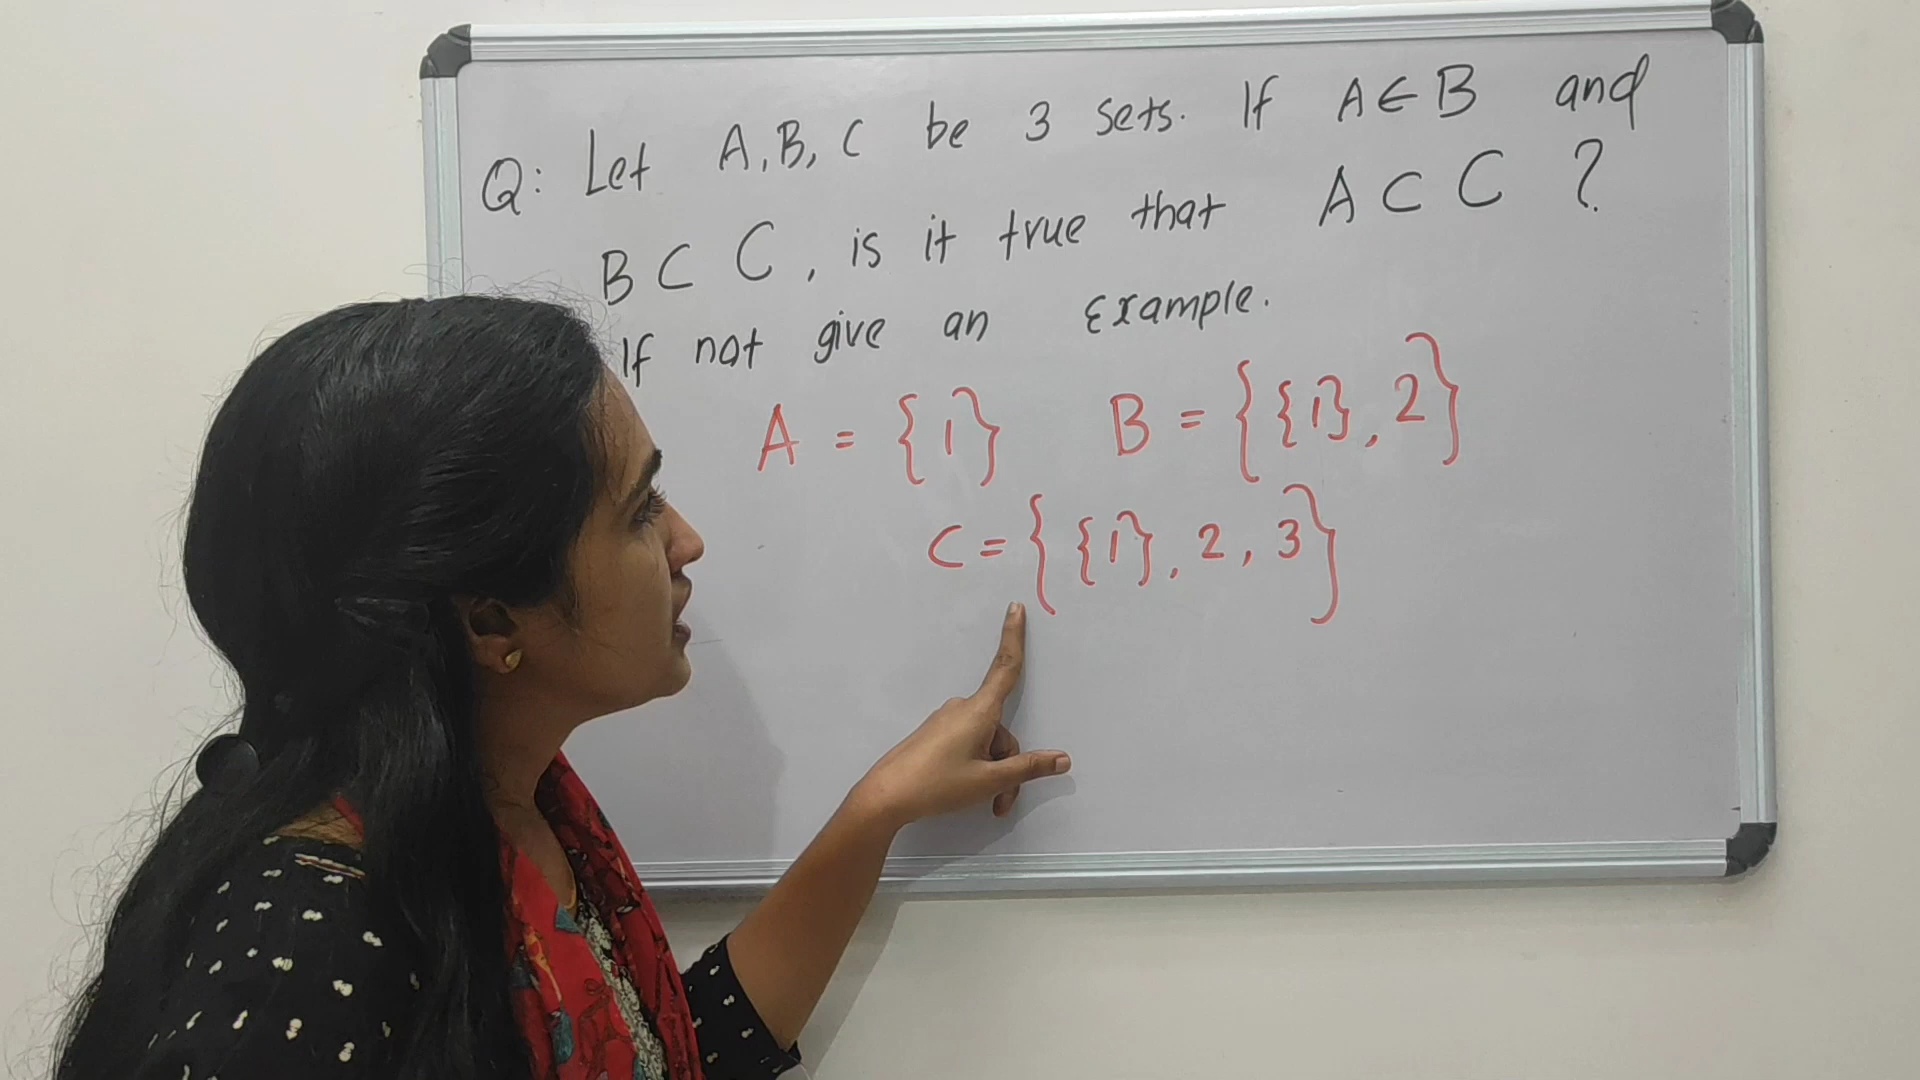 Q: Let A, B, C be 3 sets. If A ∈ B and
B ⊂ C, is it true that A ⊂ C ?
If not give an Example.
A = {1} B = {{1}, 2}
C = {{1}, 2, 3}